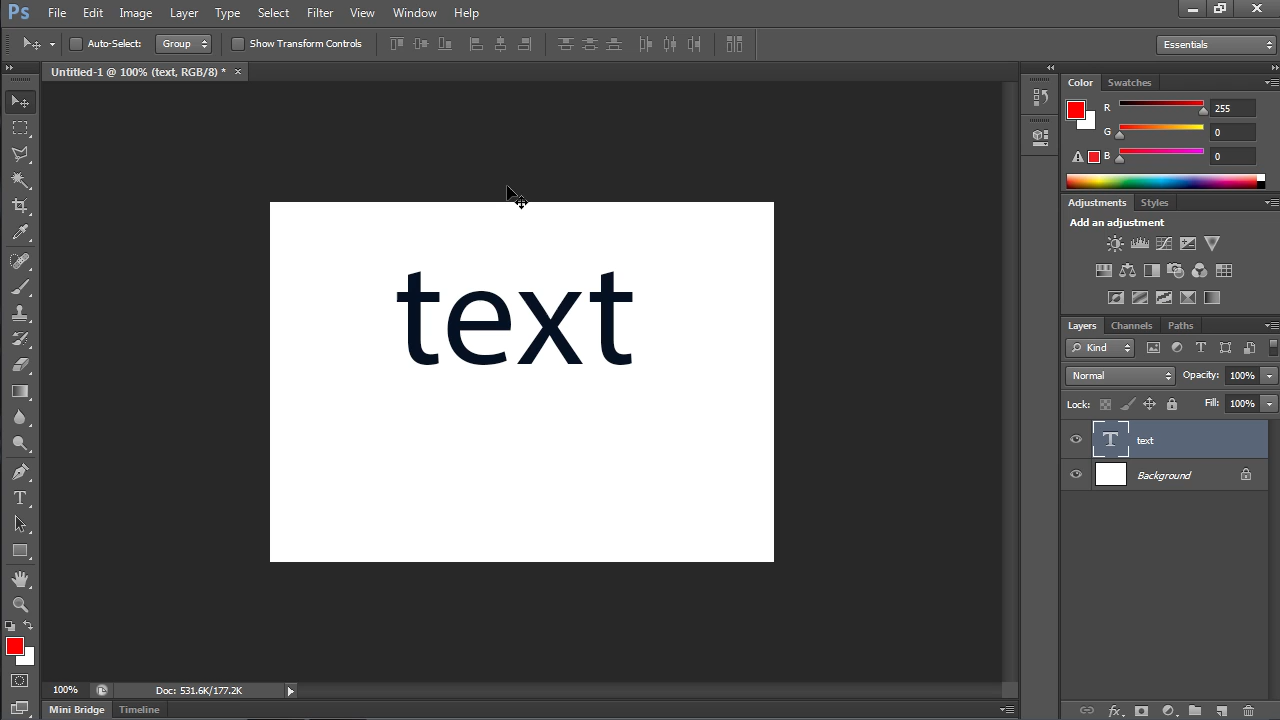 Ps File Edit Image Layer Type Select Filter View Window Help
Auto-Select: Group Show Transform Controls Essentials
Untitled-1 @ 100% (text, RGB/8) * ×
Color Swatches
R 255
G 0
B 0
Adjustments Styles
Add an adjustment
text
Layers Channels Paths
Kind
Normal Opacity: 100%
Lock: Fill: 100%
T text
Background
100% Doc: 531.6K/177.2K
Mini Bridge Timeline